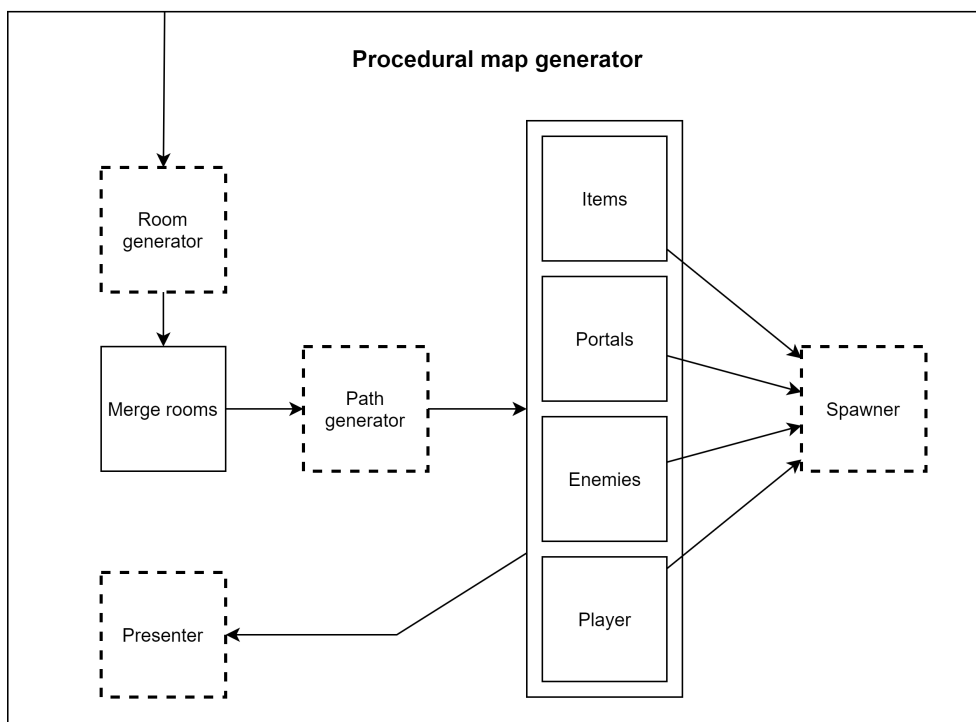 Procedural map generator
Room
generator
Merge rooms
Path
generator
Items
Portals
Enemies
Player
Spawner
Presenter